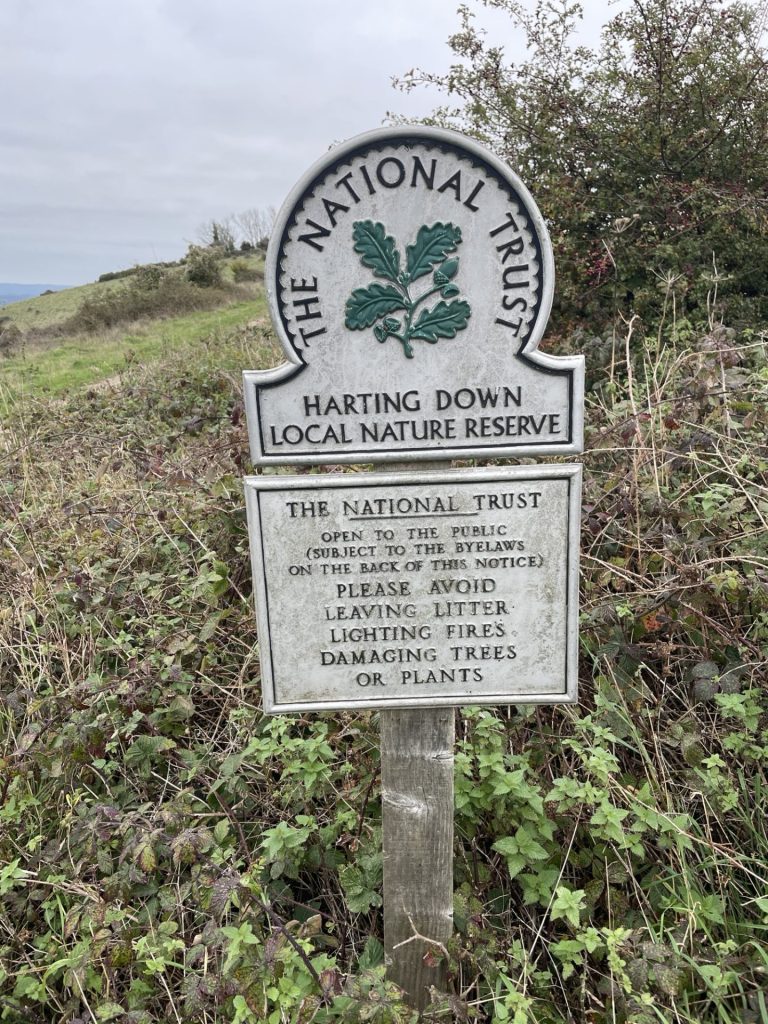 THE NATIONAL TRUST
HARTING DOWN
LOCAL NATURE RESERVE
THE NATIONAL TRUST
OPEN TO THE PUBLIC
(SUBJECT TO THE BYELAWS
ON THE BACK OF THIS NOTICE)
PLEASE AVOID
LEAVING LITTER
LIGHTING FIRES
DAMAGING TREES
OR PLANTS